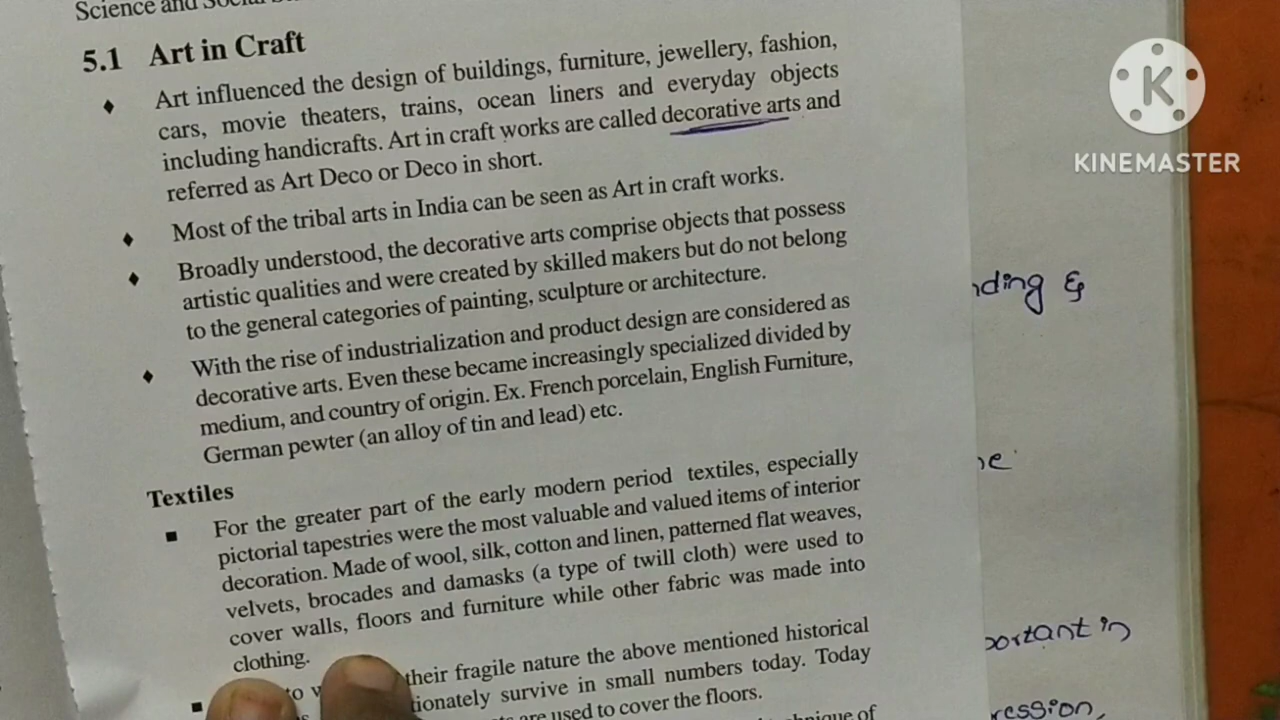 Science and Social
5.1 Art in Craft
♦ Art influenced the design of buildings, furniture, jewellery, fashion,
cars, movie theaters, trains, ocean liners and everyday objects
including handicrafts. Art in craft works are called decorative arts and
referred as Art Deco or Deco in short.
♦ Most of the tribal arts in India can be seen as Art in craft works.
♦ Broadly understood, the decorative arts comprise objects that possess
artistic qualities and were created by skilled makers but do not belong
to the general categories of painting, sculpture or architecture.
♦ With the rise of industrialization and product design are considered as
decorative arts. Even these became increasingly specialized divided by
medium, and country of origin. Ex. French porcelain, English Furniture,
German pewter (an alloy of tin and lead) etc.
Textiles
■ For the greater part of the early modern period textiles, especially
pictorial tapestries were the most valuable and valued items of interior
decoration. Made of wool, silk, cotton and linen, patterned flat weaves,
velvets, brocades and damasks (a type of twill cloth) were used to
cover walls, floors and furniture while other fabric was made into
clothing.
■ to their fragile nature the above mentioned historical
survive in small numbers today. Today
are used to cover the floors.
of
KINEMASTER
nding &
portant in
ression,